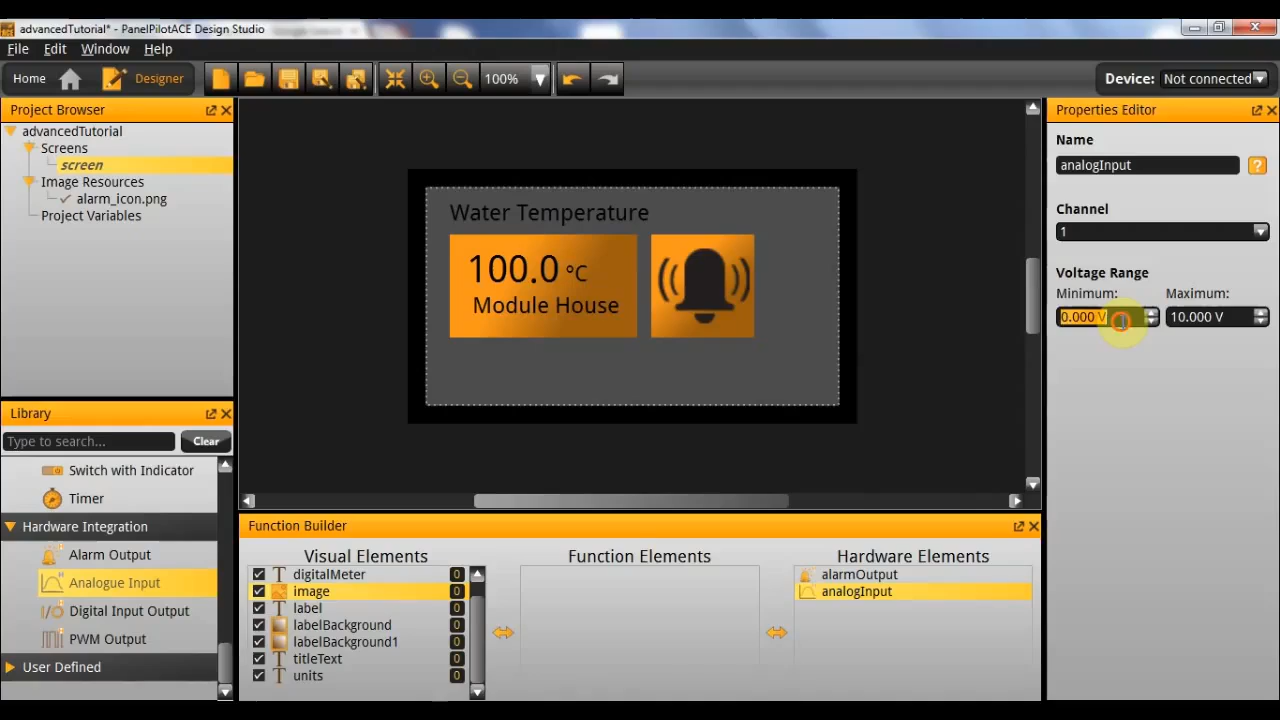 advancedTutorial* - PanelPilotACE Design Studio
File Edit Window Help
Home Designer 100% Device: Not connected
Project Browser
advancedTutorial
Screens
screen
Image Resources
alarm_icon.png
Project Variables
Library
Type to search... Clear
Switch with Indicator
Timer
Hardware Integration
Alarm Output
Analogue Input
Digital Input Output
PWM Output
User Defined
Water Temperature
100.0 °C
Module House
Function Builder
Visual Elements Function Elements Hardware Elements
digitalMeter 0 alarmOutput
image 0 analogInput
label 0
labelBackground 0
labelBackground1 0
titleText 0
units 0
Properties Editor
Name
analogInput ?
Channel
1
Voltage Range
Minimum: Maximum:
0.000 V 10.000 V